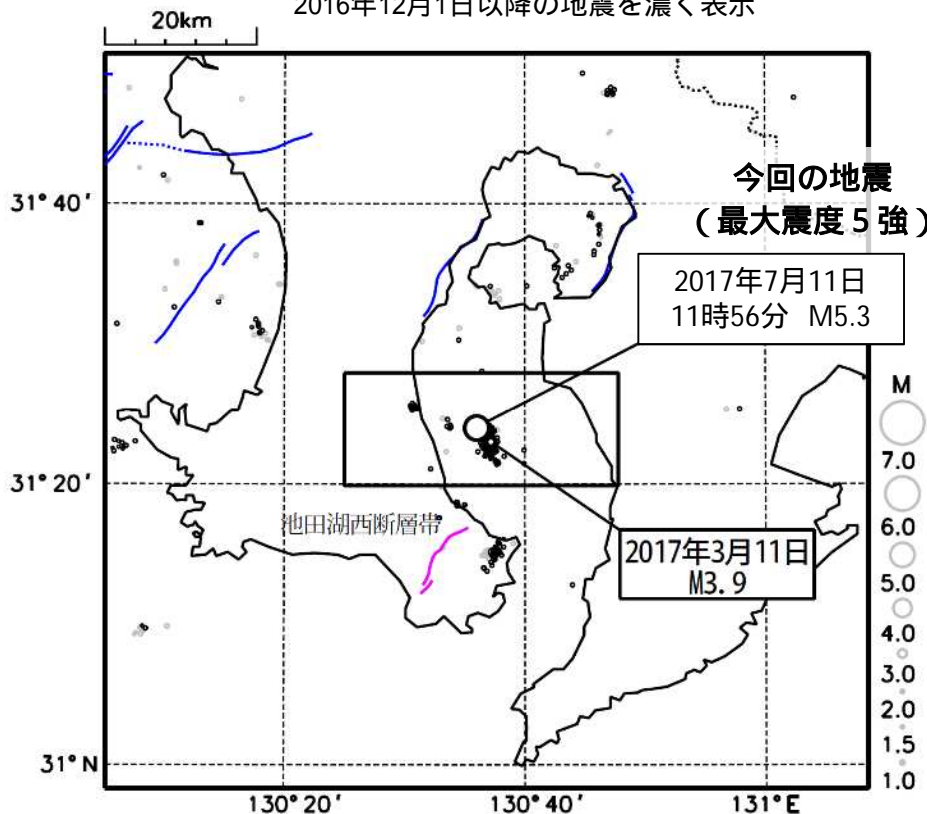 2016年12月1日以降の地震を濃く表示
20km
今回の地震
(最大震度5強)
2017年7月11日
11時56分 M5.3
31°40′
31°20′
31°N
池田湖西断層帯
2017年3月11日
M3.9
M
7.0
6.0
5.0
4.0
3.0
2.0
1.5
1.0
130°20′
130°40′
131°E